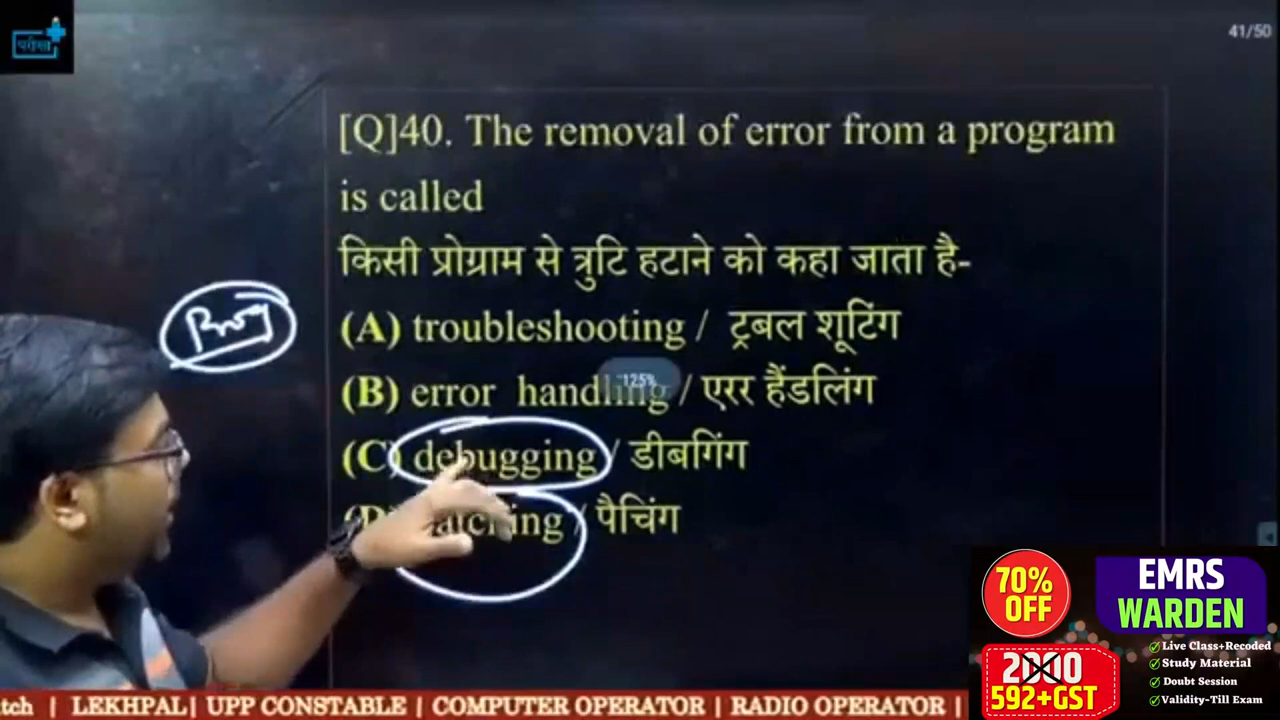 परीक्षा
41/50
[Q]40. The removal of error from a program
is called
किसी प्रोग्राम से त्रुटि हटाने को कहा जाता है-
(A) troubleshooting / ट्रबल शूटिंग
(B) error handling / एरर हैंडलिंग
125%
(C) debugging / डीबगिंग
/ पैचिंग
70%
OFF
EMRS
WARDEN
2000
592+GST
Live Class+Recoded
Study Material
Doubt Session
Validity-Till Exam
tch | LEKHPAL | UPP CONSTABLE | COMPUTER OPERATOR | RADIO OPERATOR |